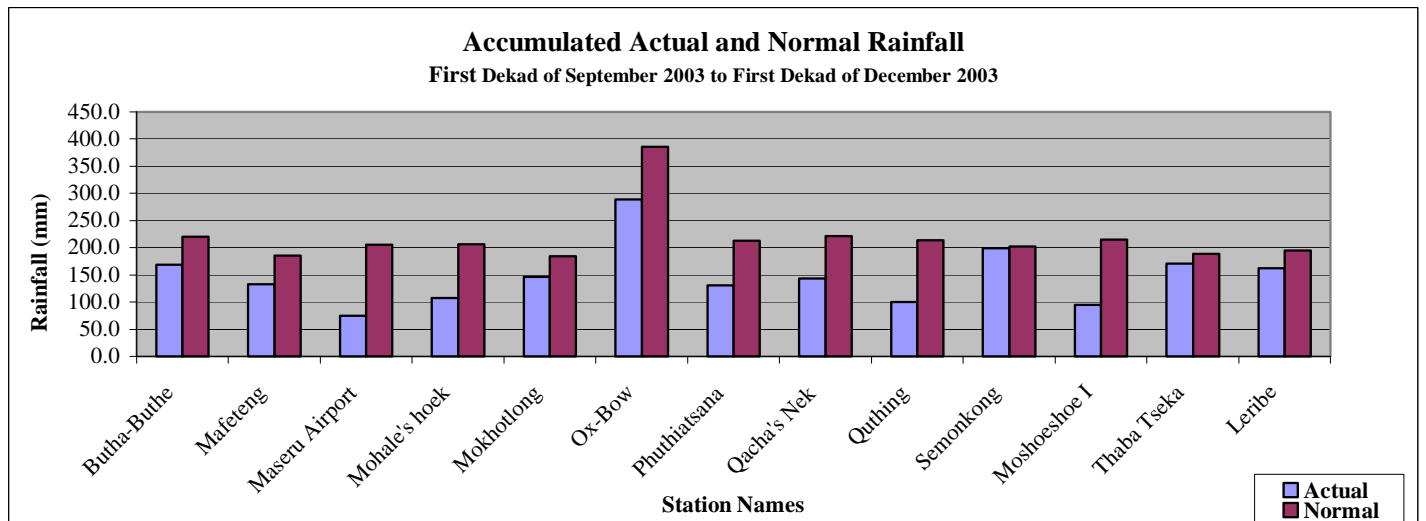 Accumulated Actual and Normal Rainfall
First Dekad of September 2003 to First Dekad of December 2003
450.0
400.0
350.0
300.0
250.0
200.0
150.0
100.0
50.0
0.0
Rainfall (mm)
Butha-Buthe
Mafeteng
Maseru Airport
Mohale's hoek
Mokhotlong
Ox-Bow
Phuthiatsana
Qacha's Nek
Quthing
Semonkong
Moshoeshoe I
Thaba Tseka
Leribe
Station Names
Actual
Normal